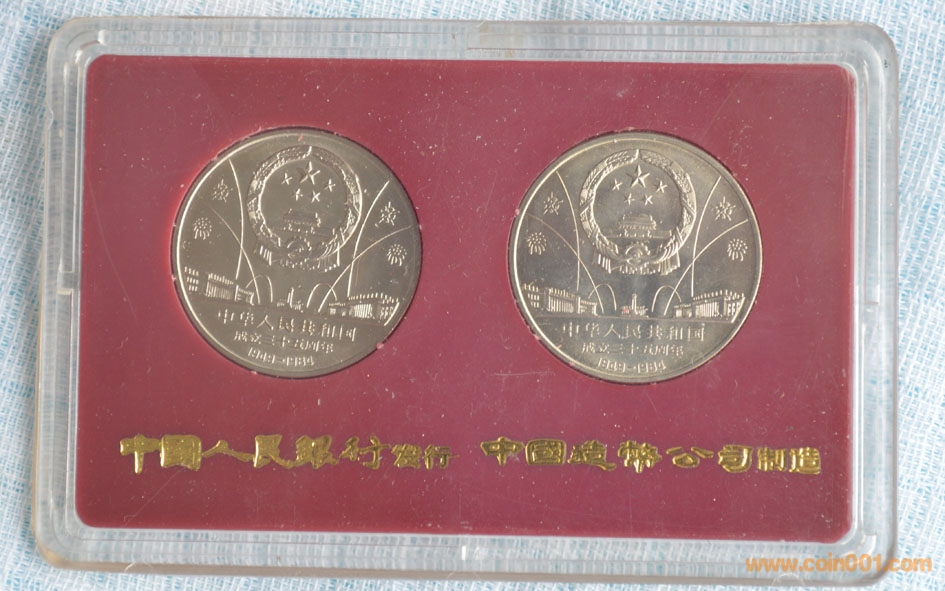 中华人民共和国
成立三十五周年
1949-1984
中华人民共和国
成立三十五周年
1949-1984
中國人民銀行发行 中國造幣公司制造
www.coin001.com